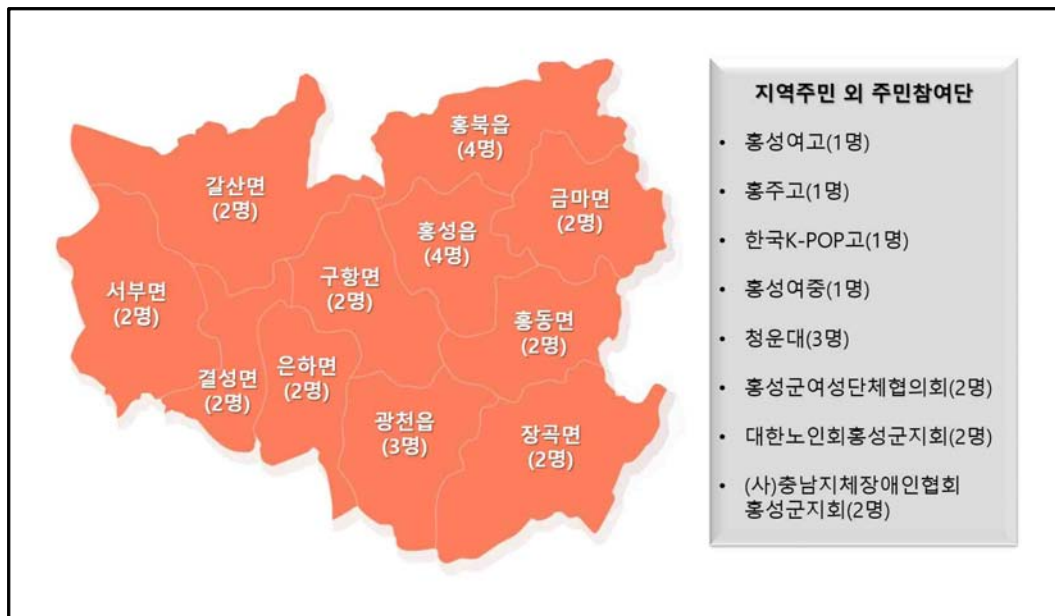 홍북읍
(4명)
갈산면
(2명)
금마면
(2명)
홍성읍
(4명)
구항면
(2명)
서부면
(2명)
홍동면
(2명)
은하면
(2명)
결성면
(2명)
광천읍
(3명)
장곡면
(2명)
지역주민 외 주민참여단
• 홍성여고(1명)
• 홍주고(1명)
• 한국K-POP고(1명)
• 홍성여중(1명)
• 청운대(3명)
• 홍성군여성단체협의회(2명)
• 대한노인회홍성군지회(2명)
• (사)충남지체장애인협회
홍성군지회(2명)